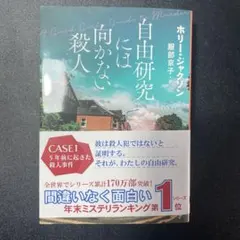 ホリー・ジャクソン
服部京子 訳
自由研究
には
向かない
殺人
CASE1
5年前に起きた
殺人事件
彼は殺人犯ではないと
証明する。
それが、わたしの自由研究。
全世界でシリーズ累計170万部突破!
間違いなく面白い
年末ミステリランキング第1位
シリーズ